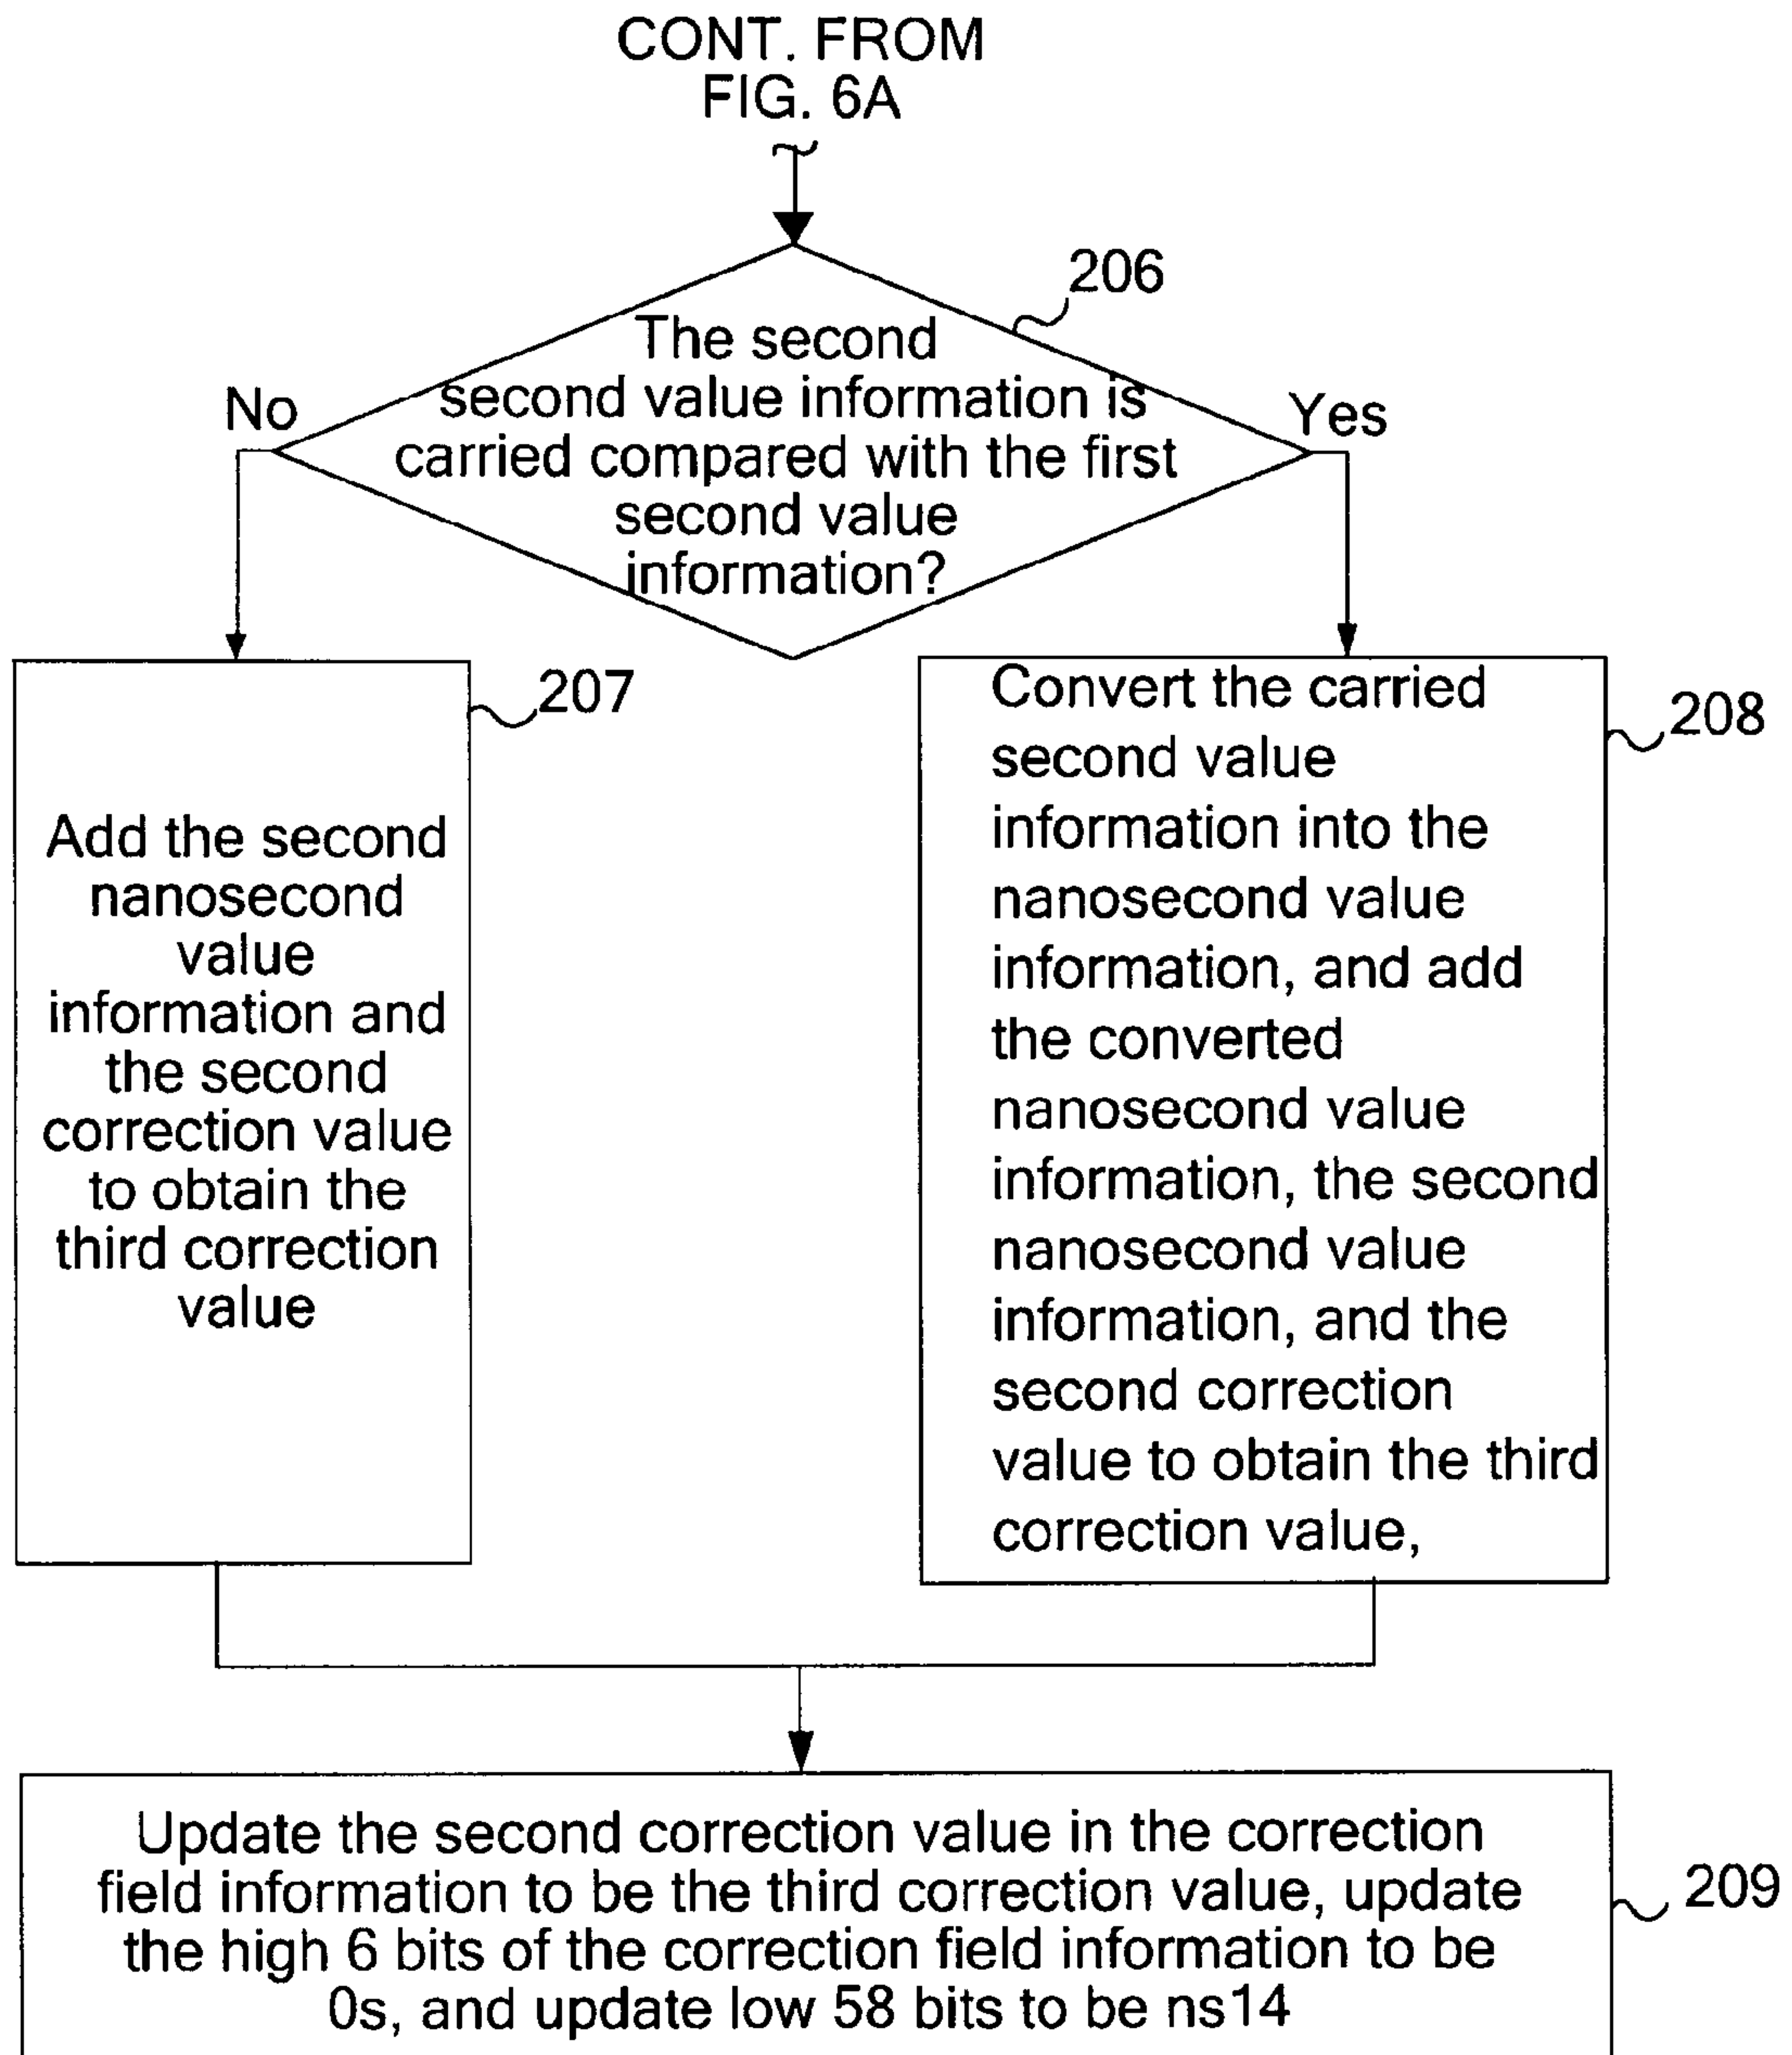 CONT. FROM
FIG. 6A
206
The second
second value information is
carried compared with the first
second value
information?
No
Yes
207
Add the second
nanosecond
value
information and
the second
correction value
to obtain the
third correction
value
208
Convert the carried
second value
information into the
nanosecond value
information, and add
the converted
nanosecond value
information, the second
nanosecond value
information, and the
second correction
value to obtain the third
correction value,
209
Update the second correction value in the correction
field information to be the third correction value, update
the high 6 bits of the correction field information to be
0s, and update low 58 bits to be ns14